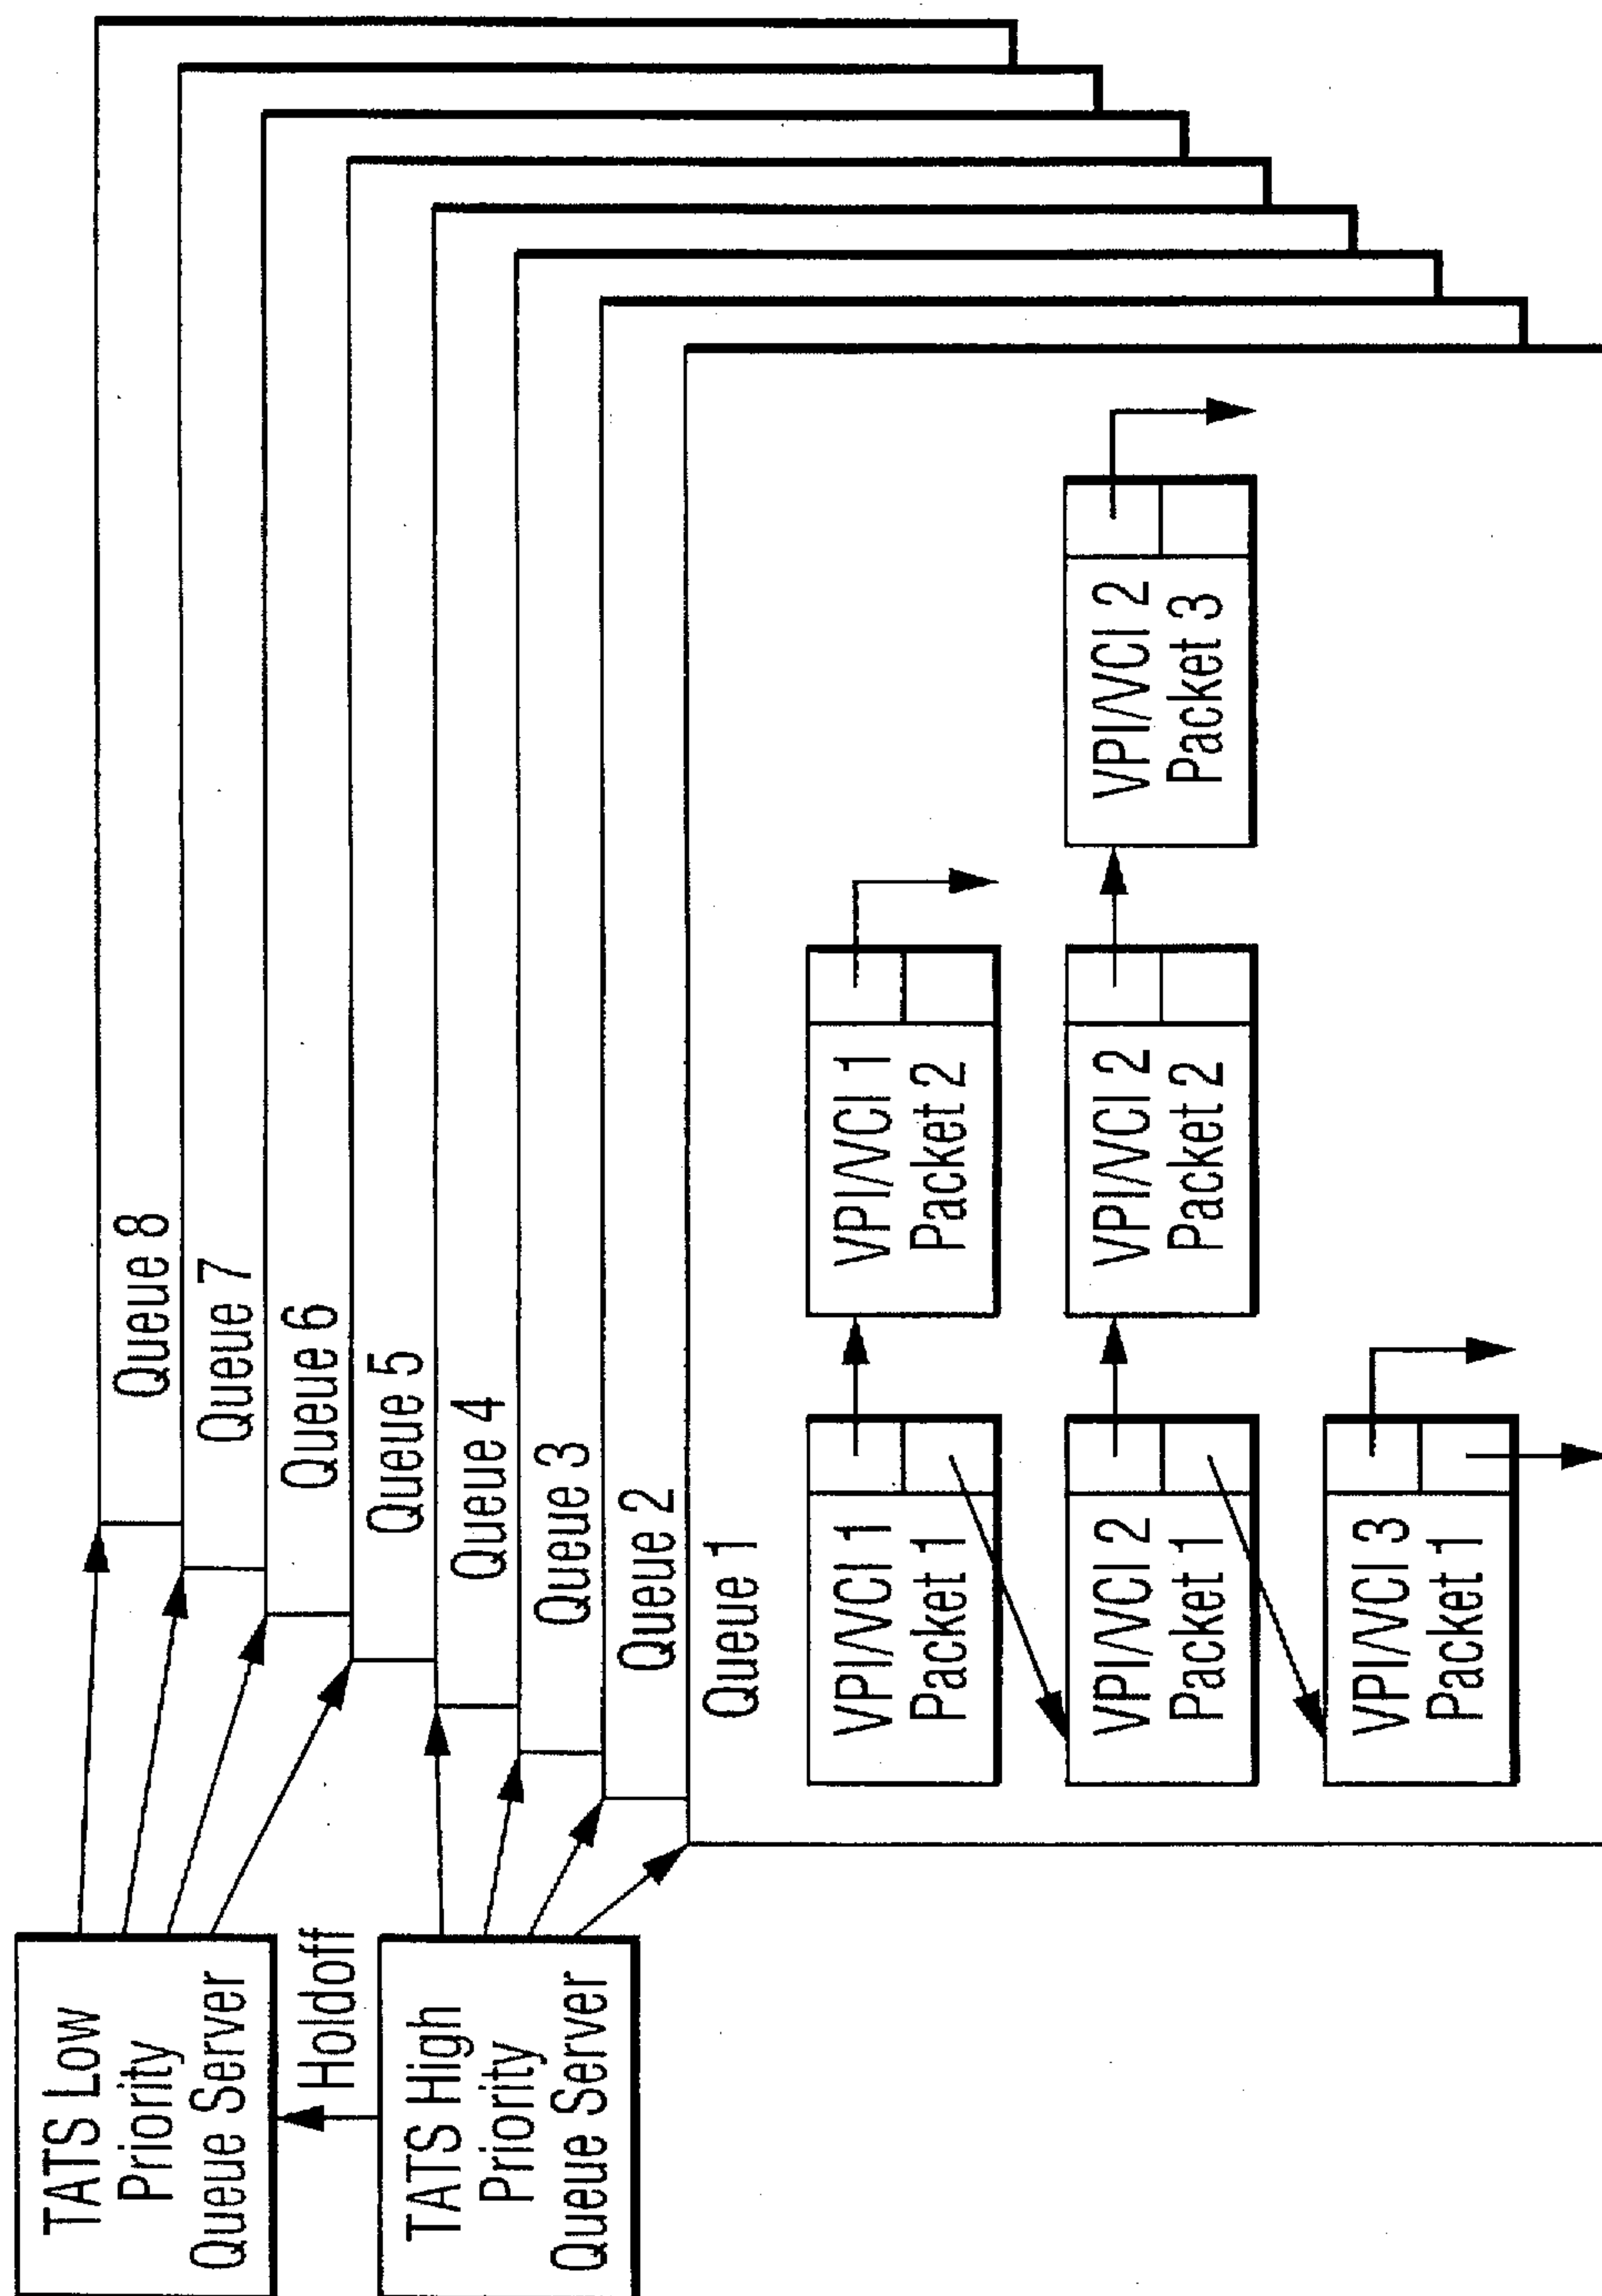 TATS Low
Priority
Queue Server
Holdoff
TATS High
Priority
Queue Server
Queue 8
Queue 7
Queue 6
Queue 5
Queue 4
Queue 3
Queue 2
Queue 1
VPI/VCI 1
Packet 1
VPI/VCI 1
Packet 2
VPI/VCI 2
Packet 1
VPI/VCI 2
Packet 2
VPI/VCI 2
Packet 3
VPI/VCI 3
Packet 1